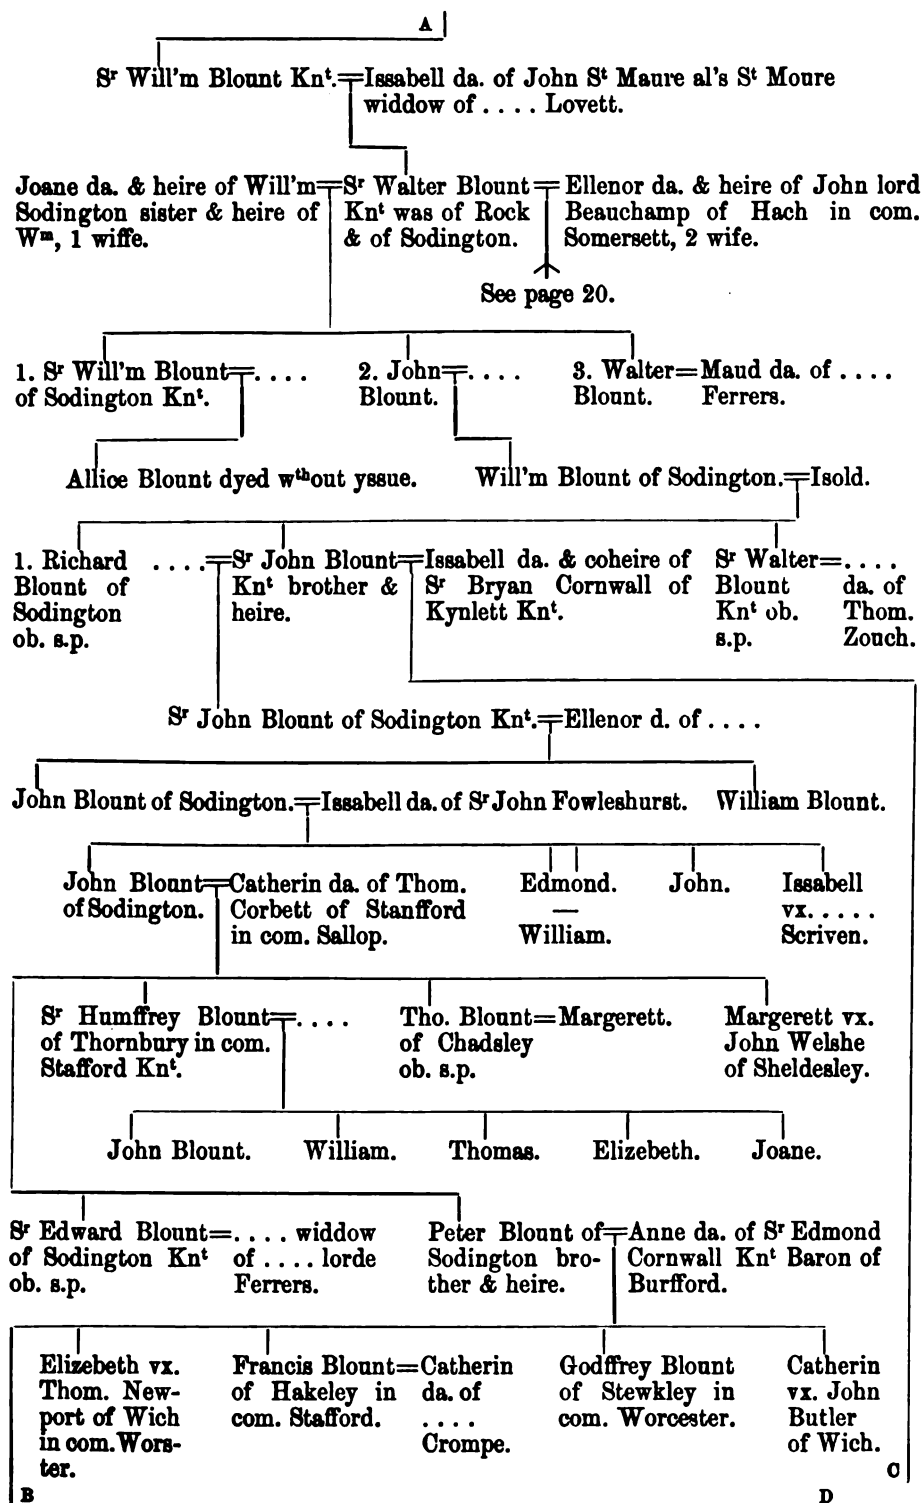 A
Sʳ Will'm Blount Knᵗ.=Issabell da. of John Sᵗ Maure al's Sᵗ Moure
widdow of . . . . Lovett.
Joane da. & heire of Will'm=Sʳ Walter Blount=Ellenor da. & heire of John lord
Sodington sister & heire of Knᵗ was of Rock Beauchamp of Hach in com.
Wᵐ, 1 wiffe. & of Sodington. Somersett, 2 wife.
See page 20.
1. Sʳ Will'm Blount=. . . . 2. John=. . . . 3. Walter=Maud da. of . . . .
of Sodington Knᵗ. Blount. Blount. Ferrers.
Allice Blount dyed wᵗʰout yssue. Will'm Blount of Sodington.=Isold.
1. Richard . . . .=Sʳ John Blount=Issabell da. & coheire of Sʳ Walter=. . . .
Blount of Knᵗ brother & Sʳ Bryan Cornwall of Blount da. of
Sodington heire. Kynlett Knᵗ. Knᵗ ob. Thom.
ob. s.p. s.p. Zouch.
Sʳ John Blount of Sodington Knᵗ.=Ellenor d. of . . . .
John Blount of Sodington.=Issabell da. of Sʳ John Fowleshurst. William Blount.
John Blount=Catherin da. of Thom. Edmond. John. Issabell
of Sodington. Corbett of Stanfford — vx. . . . .
in com. Sallop. William. Scriven.
Sʳ Humffrey Blount=. . . . Tho. Blount=Margerett. Margerett vx.
of Thornbury in com. of Chadsley John Welshe
Stafford Knᵗ. ob. s.p. of Sheldesley.
John Blount. William. Thomas. Elizebeth. Joane.
Sʳ Edward Blount=. . . . widdow Peter Blount of=Anne da. of Sʳ Edmond
of Sodington Knᵗ of . . . . lorde Sodington bro- Cornwall Knᵗ Baron of
ob. s.p. Ferrers. ther & heire. Burfford.
Elizebeth vx. Francis Blount=Catherin Godffrey Blount Catherin
Thom. New- of Hakeley in da. of of Stewkley in vx. John
port of Wich com. Stafford. . . . . com. Worcester. Butler
in com. Wors- Crompe. of Wich.
ter. C
B D